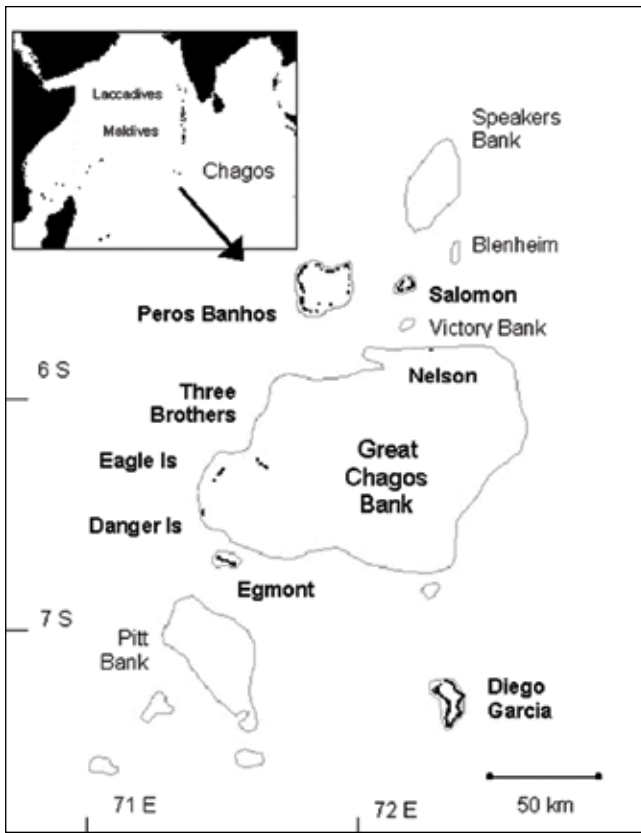 Laccadives
Maldives
Chagos
Speakers
Bank
Blenheim
Peros Banhos
Salomon
Victory Bank
6 S
Three
Brothers
Nelson
Eagle Is
Great
Chagos
Bank
Danger Is
Egmont
7 S
Pitt
Bank
Diego
Garcia
71 E
72 E
50 km